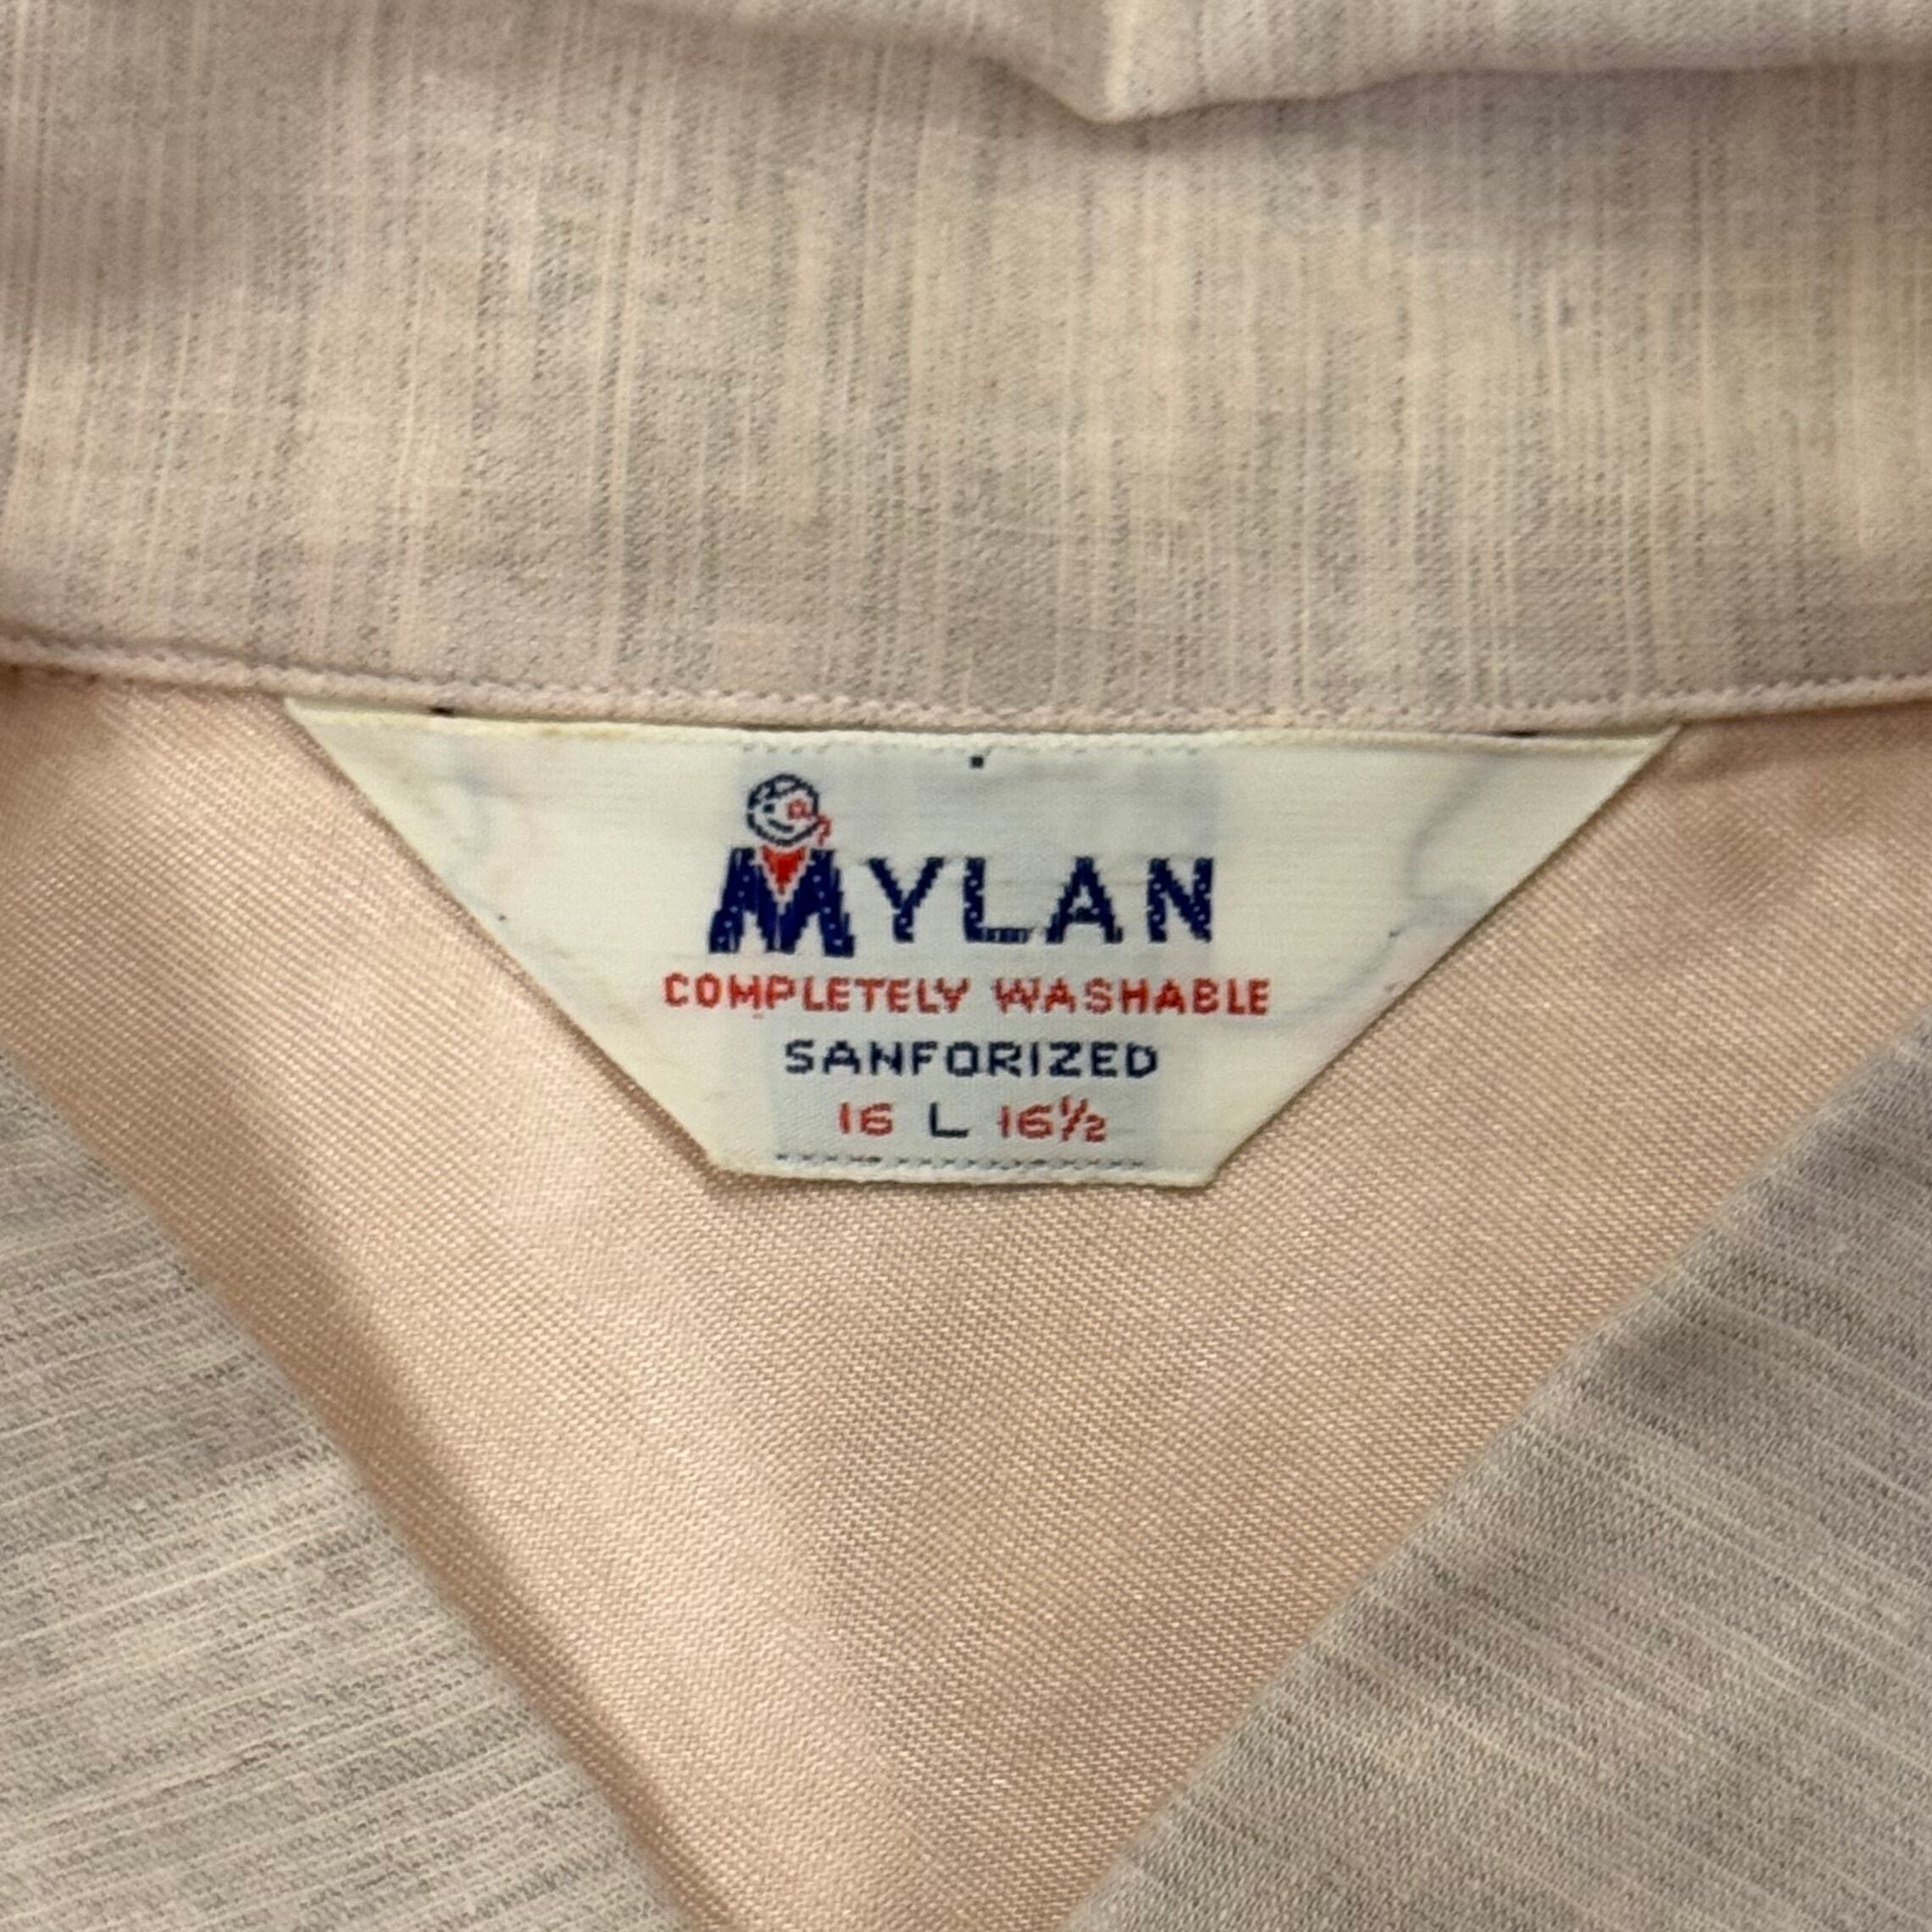 MYLAN
COMPLETELY WASHABLE
SANFORIZED
16 L 16½